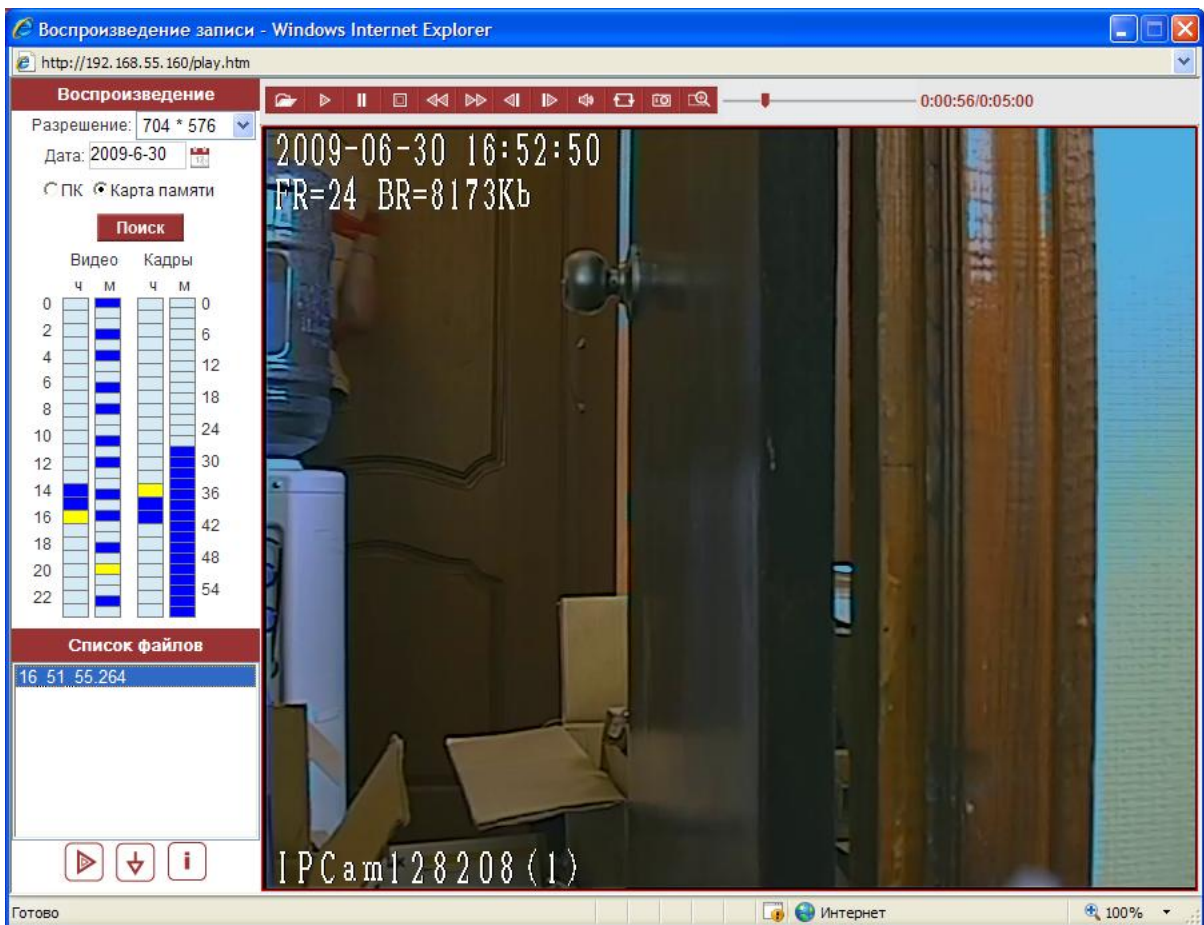 Воспроизведение записи - Windows Internet Explorer
http://192.168.55.160/play.htm
Воспроизведение
Разрешение: 704 * 576
Дата: 2009-6-30
ПК Карта памяти
Поиск
Видео Кадры
ч м ч м
0 0
2 6
4 12
6 18
8 24
10 30
12 36
14 42
16 48
18 54
20
22
Список файлов
16_51_55.264
0:00:56/0:05:00
2009-06-30 16:52:50
FR=24 BR=8173Kb
IPCam128208(1)
Готово
Интернет
100%